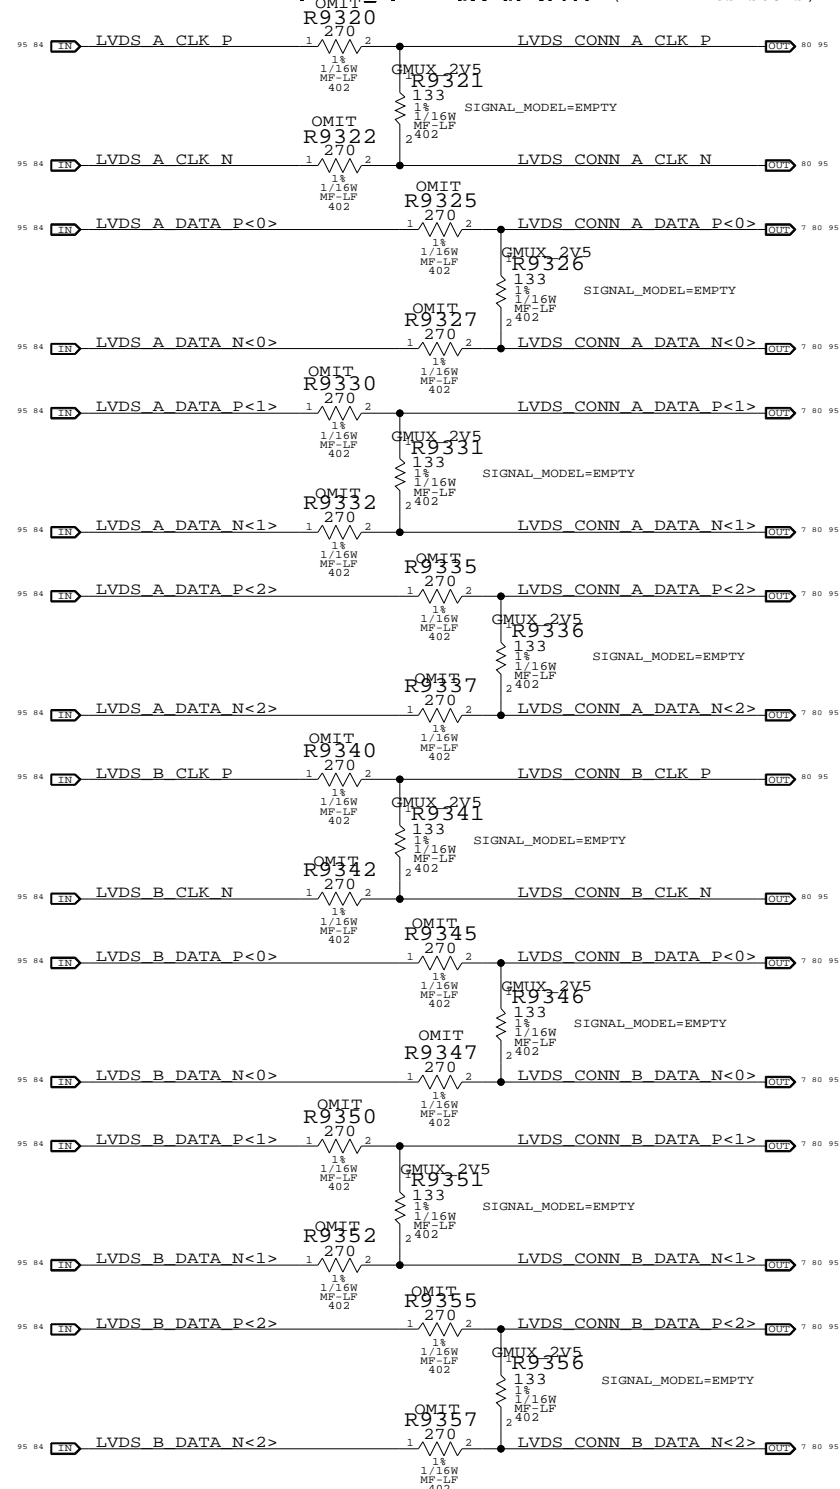 OMIT
R9320
95 84 IN LVDS_A_CLK_P 1 270 2 LVDS_CONN_A_CLK_P OUT 80 95
1%
1/16W
MF-LF
402
GMUX_2V5
1 R9321
133
1%
1/16W
MF-LF
2 402
SIGNAL_MODEL=EMPTY
OMIT
R9322
95 84 IN LVDS_A_CLK_N 1 270 2 LVDS_CONN_A_CLK_N OUT 80 95
1%
1/16W
MF-LF
402
OMIT
R9325
95 84 IN LVDS_A_DATA_P<0> 1 270 2 LVDS_CONN_A_DATA_P<0> OUT 7 80 95
1%
1/16W
MF-LF
402
GMUX_2V5
1 R9326
133
1%
1/16W
MF-LF
2 402
SIGNAL_MODEL=EMPTY
OMIT
R9327
95 84 IN LVDS_A_DATA_N<0> 1 270 2 LVDS_CONN_A_DATA_N<0> OUT 7 80 95
1%
1/16W
MF-LF
402
OMIT
R9330
95 84 IN LVDS_A_DATA_P<1> 1 270 2 LVDS_CONN_A_DATA_P<1> OUT 7 80 95
1%
1/16W
MF-LF
402
GMUX_2V5
1 R9331
133
1%
1/16W
MF-LF
2 402
SIGNAL_MODEL=EMPTY
OMIT
R9332
95 84 IN LVDS_A_DATA_N<1> 1 270 2 LVDS_CONN_A_DATA_N<1> OUT 7 80 95
1%
1/16W
MF-LF
402
OMIT
R9335
95 84 IN LVDS_A_DATA_P<2> 1 270 2 LVDS_CONN_A_DATA_P<2> OUT 7 80 95
1%
1/16W
MF-LF
402
GMUX_2V5
1 R9336
133
1%
1/16W
MF-LF
2 402
SIGNAL_MODEL=EMPTY
OMIT
R9337
95 84 IN LVDS_A_DATA_N<2> 1 270 2 LVDS_CONN_A_DATA_N<2> OUT 7 80 95
1%
1/16W
MF-LF
402
OMIT
R9340
95 84 IN LVDS_B_CLK_P 1 270 2 LVDS_CONN_B_CLK_P OUT 80 95
1%
1/16W
MF-LF
402
GMUX_2V5
1 R9341
133
1%
1/16W
MF-LF
2 402
SIGNAL_MODEL=EMPTY
OMIT
R9342
95 84 IN LVDS_B_CLK_N 1 270 2 LVDS_CONN_B_CLK_N OUT 80 95
1%
1/16W
MF-LF
402
OMIT
R9345
95 84 IN LVDS_B_DATA_P<0> 1 270 2 LVDS_CONN_B_DATA_P<0> OUT 7 80 95
1%
1/16W
MF-LF
402
GMUX_2V5
1 R9346
133
1%
1/16W
MF-LF
2 402
SIGNAL_MODEL=EMPTY
OMIT
R9347
95 84 IN LVDS_B_DATA_N<0> 1 270 2 LVDS_CONN_B_DATA_N<0> OUT 7 80 95
1%
1/16W
MF-LF
402
OMIT
R9350
95 84 IN LVDS_B_DATA_P<1> 1 270 2 LVDS_CONN_B_DATA_P<1> OUT 7 80 95
1%
1/16W
MF-LF
402
GMUX_2V5
1 R9351
133
1%
1/16W
MF-LF
2 402
SIGNAL_MODEL=EMPTY
OMIT
R9352
95 84 IN LVDS_B_DATA_N<1> 1 270 2 LVDS_CONN_B_DATA_N<1> OUT 7 80 95
1%
1/16W
MF-LF
402
OMIT
R9355
95 84 IN LVDS_B_DATA_P<2> 1 270 2 LVDS_CONN_B_DATA_P<2> OUT 7 80 95
1%
1/16W
MF-LF
402
GMUX_2V5
1 R9356
133
1%
1/16W
MF-LF
2 402
SIGNAL_MODEL=EMPTY
OMIT
R9357
95 84 IN LVDS_B_DATA_N<2> 1 270 2 LVDS_CONN_B_DATA_N<2> OUT 7 80 95
1%
1/16W
MF-LF
402